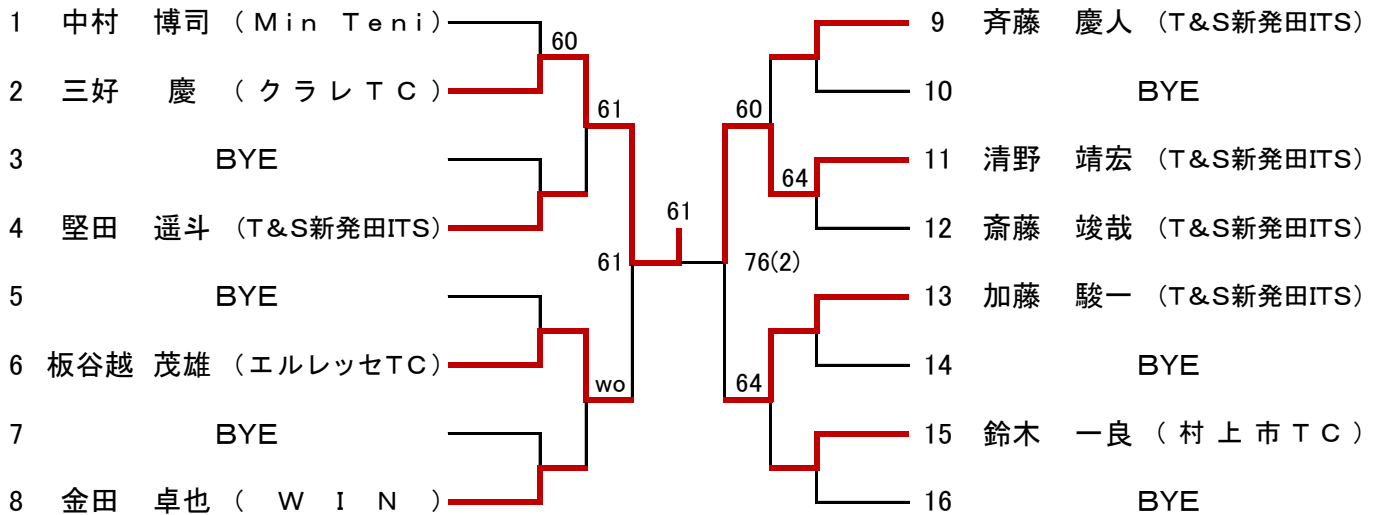 1 中村 博司 (Min Teni)
2 三好 慶 (クラレTC)
3 BYE
4 堅田 遥斗 (T&S新発田ITS)
5 BYE
6 板谷越 茂雄 (エルレッセTC)
7 BYE
8 金田 卓也 (WIN)
60
61
61
wo
61
60
64
76(2)
64
9 斉藤 慶人 (T&S新発田ITS)
10 BYE
11 清野 靖宏 (T&S新発田ITS)
12 斎藤 竣哉 (T&S新発田ITS)
13 加藤 駿一 (T&S新発田ITS)
14 BYE
15 鈴木 一良 (村上市TC)
16 BYE